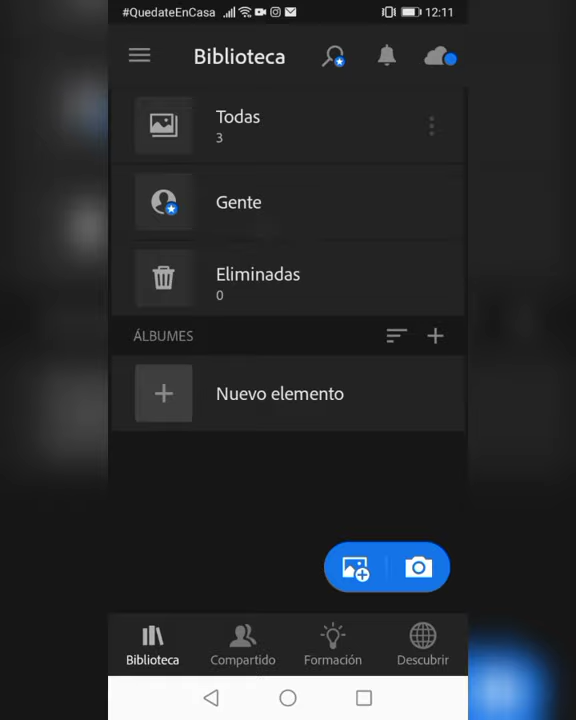 #QuedateEnCasa 12:11
Biblioteca
Todas
3
Gente
Eliminadas
0
ÁLBUMES
Nuevo elemento
Biblioteca Compartido Formación Descubrir